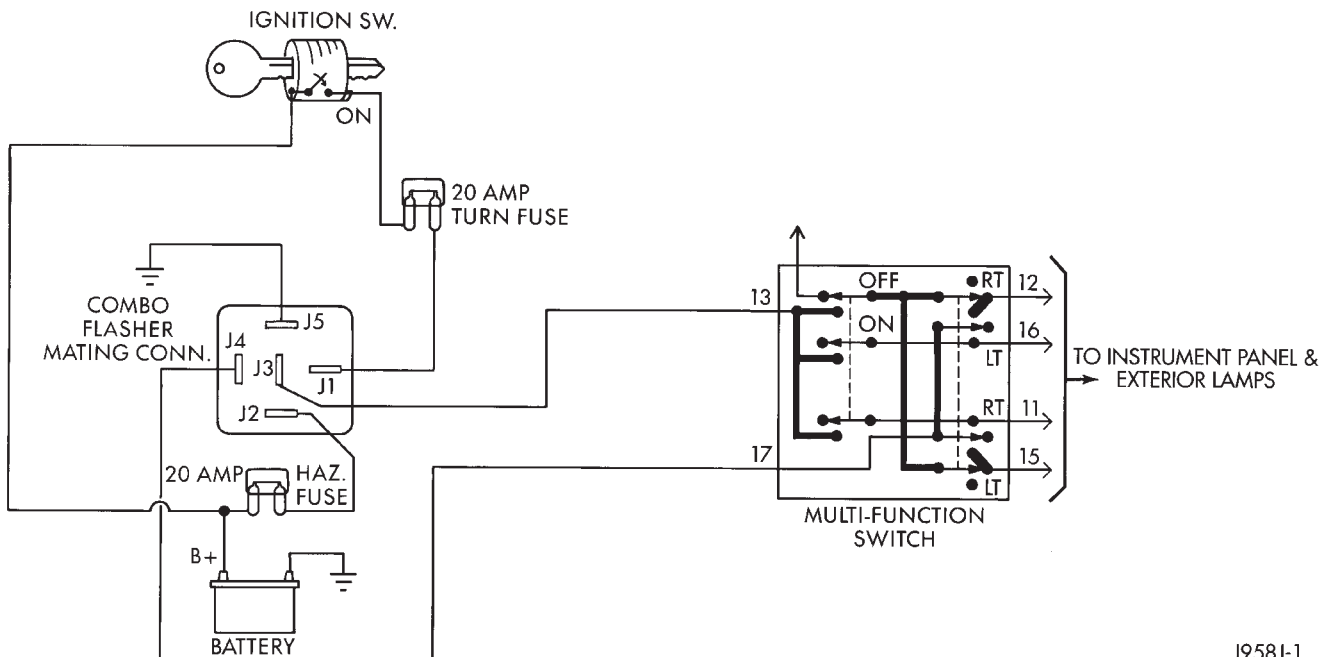 IGNITION SW.
ON
20 AMP
TURN FUSE
COMBO
FLASHER
MATING CONN.
J5
J4
J3
J1
J2
20 AMP
HAZ.
FUSE
B+
BATTERY
13
OFF
RT
12
ON
16
LT
TO INSTRUMENT PANEL &
EXTERIOR LAMPS
RT
11
17
15
LT
MULTI-FUNCTION
SWITCH
J958J-1